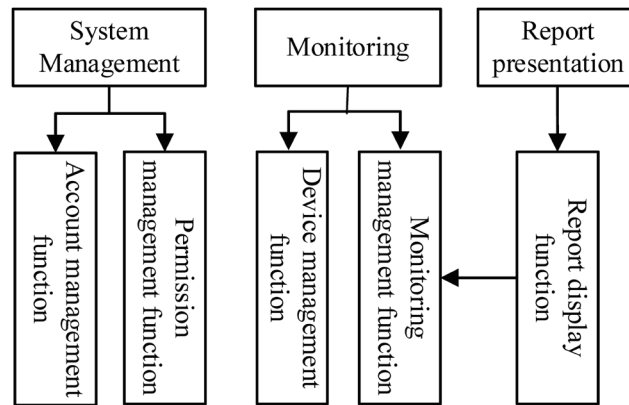 System
Management
Monitoring
Report
presentation
Account management
function
Permission
management function
Device management
function
Monitoring
management function
Report display
function